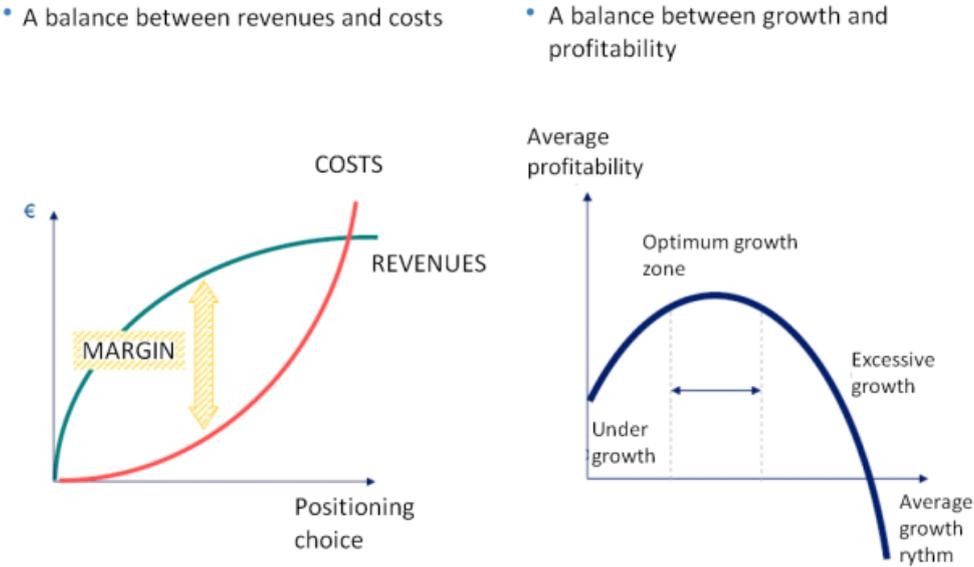 • A balance between revenues and costs
• A balance between growth and
profitability
COSTS
€
REVENUES
MARGIN
Positioning
choice
Average
profitability
Optimum growth
zone
Excessive
growth
Under
growth
Average
growth
rythm